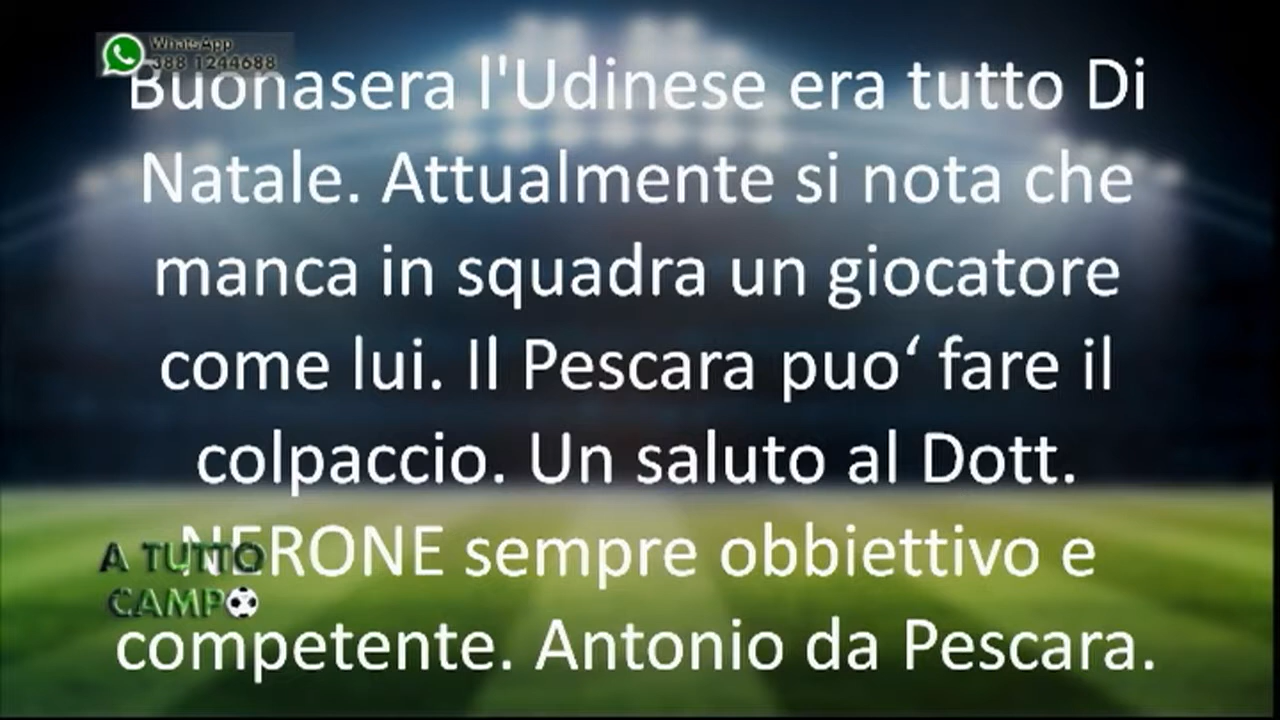 WhatsApp
388 1244688
Buonasera l'Udinese era tutto Di
Natale. Attualmente si nota che
manca in squadra un giocatore
come lui. Il Pescara puo‘ fare il
colpaccio. Un saluto al Dott.
NERONE sempre obbiettivo e
competente. Antonio da Pescara.
A TUTTO
CAMPO